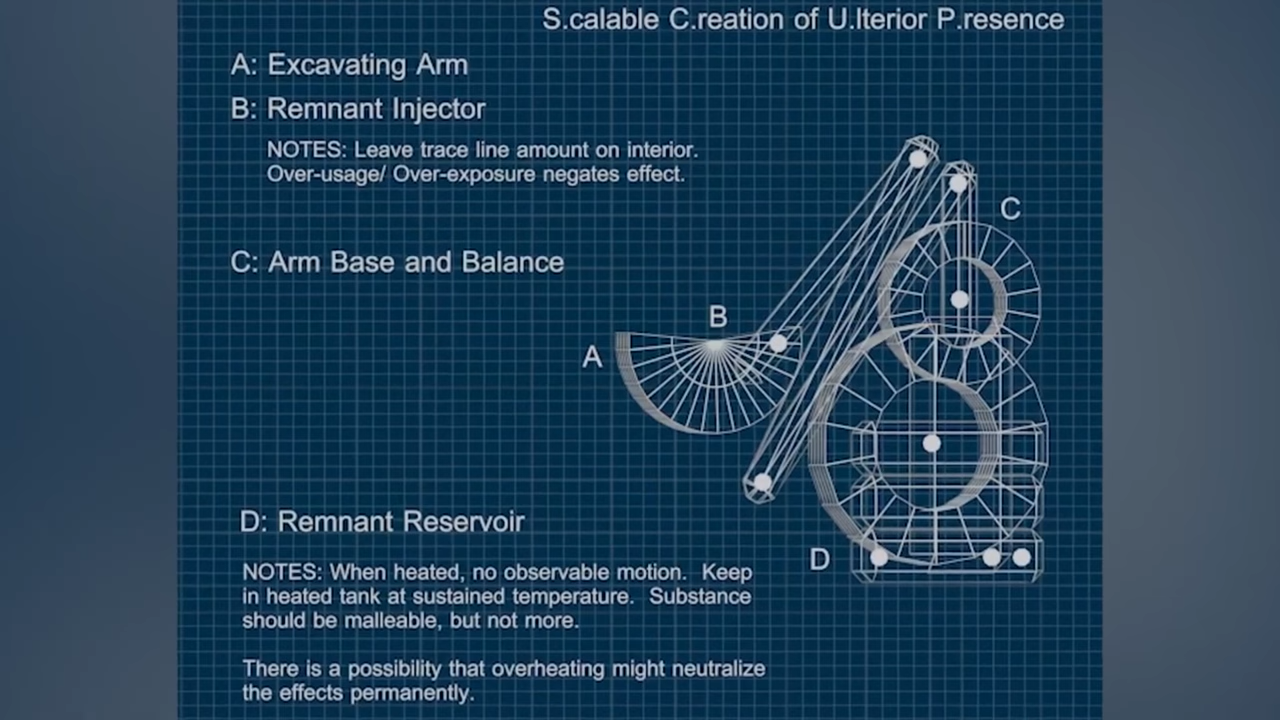 S.calable C.reation of U.lterior P.resence
A: Excavating Arm
B: Remnant Injector
NOTES: Leave trace line amount on interior.
Over-usage/ Over-exposure negates effect.
C
C: Arm Base and Balance
B
A
D: Remnant Reservoir
D
NOTES: When heated, no observable motion. Keep
in heated tank at sustained temperature. Substance
should be malleable, but not more.
There is a possibility that overheating might neutralize
the effects permanently.